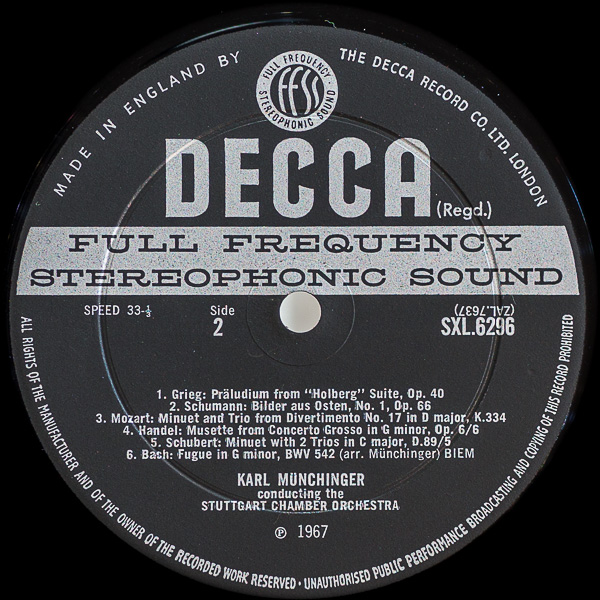 MADE IN ENGLAND BY
THE DECCA RECORD CO. LTD. LONDON
FULL FREQUENCY
FFSS
STEREOPHONIC SOUND
DECCA (Regd.)
FULL FREQUENCY
STEREOPHONIC SOUND
SPEED 33-⅓
Side
2
(ZAL.7637)
SXL.6296
1. Grieg: Präludium from “Holberg” Suite, Op. 40
2. Schumann: Bilder aus Osten, No. 1, Op. 66
3. Mozart: Minuet and Trio from Divertimento No. 17 in D major, K.334
4. Handel: Musette from Concerto Grosso in G minor, Op. 6/6
5. Schubert: Minuet with 2 Trios in C major, D.89/5
6. Bach: Fugue in G minor, BWV 542 (arr. Münchinger) BIEM
KARL MÜNCHINGER
conducting the
STUTTGART CHAMBER ORCHESTRA
℗ 1967
ALL RIGHTS OF THE MANUFACTURER AND OF THE OWNER OF THE RECORDED WORK RESERVED · UNAUTHORISED PUBLIC PERFORMANCE BROADCASTING AND COPYING OF THIS RECORD PROHIBITED